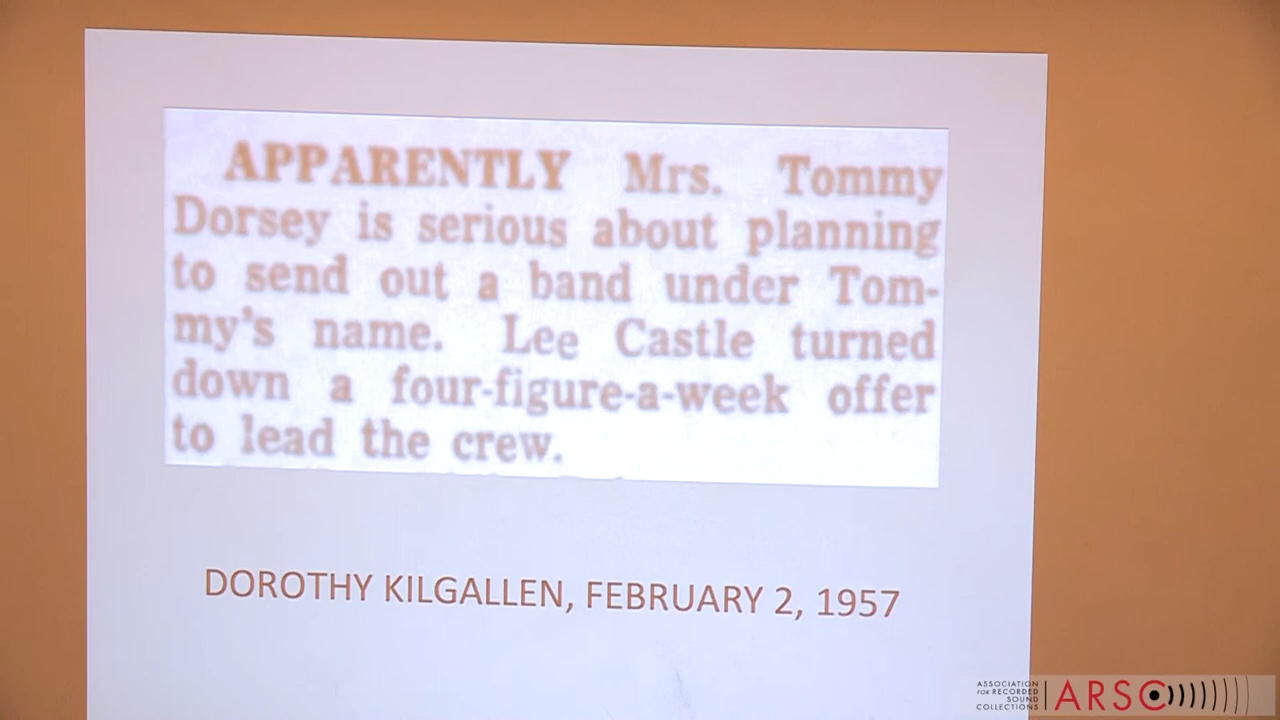 APPARENTLY Mrs. Tommy
Dorsey is serious about planning
to send out a band under Tom-
my's name. Lee Castle turned
down a four-figure-a-week offer
to lead the crew.
DOROTHY KILGALLEN, FEBRUARY 2, 1957
ASSOCIATION
FOR RECORDED
SOUND
COLLECTIONS
ARSC